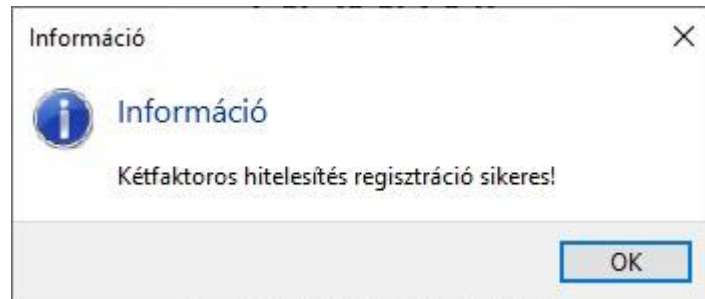 Információ
Információ
Kétfaktoros hitelesítés regisztráció sikeres!
OK